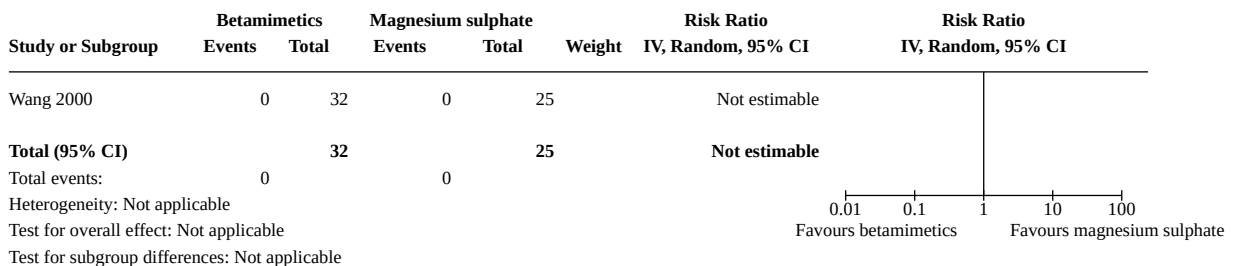 Betamimetics Magnesium sulphate Risk Ratio Risk Ratio
Study or Subgroup Events Total Events Total Weight IV, Random, 95% CI IV, Random, 95% CI
Wang 2000 0 32 0 25 Not estimable
Total (95% CI) 32 25 Not estimable
Total events: 0 0
Heterogeneity: Not applicable
0.01 0.1 1 10 100
Test for overall effect: Not applicable Favours betamimetics Favours magnesium sulphate
Test for subgroup differences: Not applicable